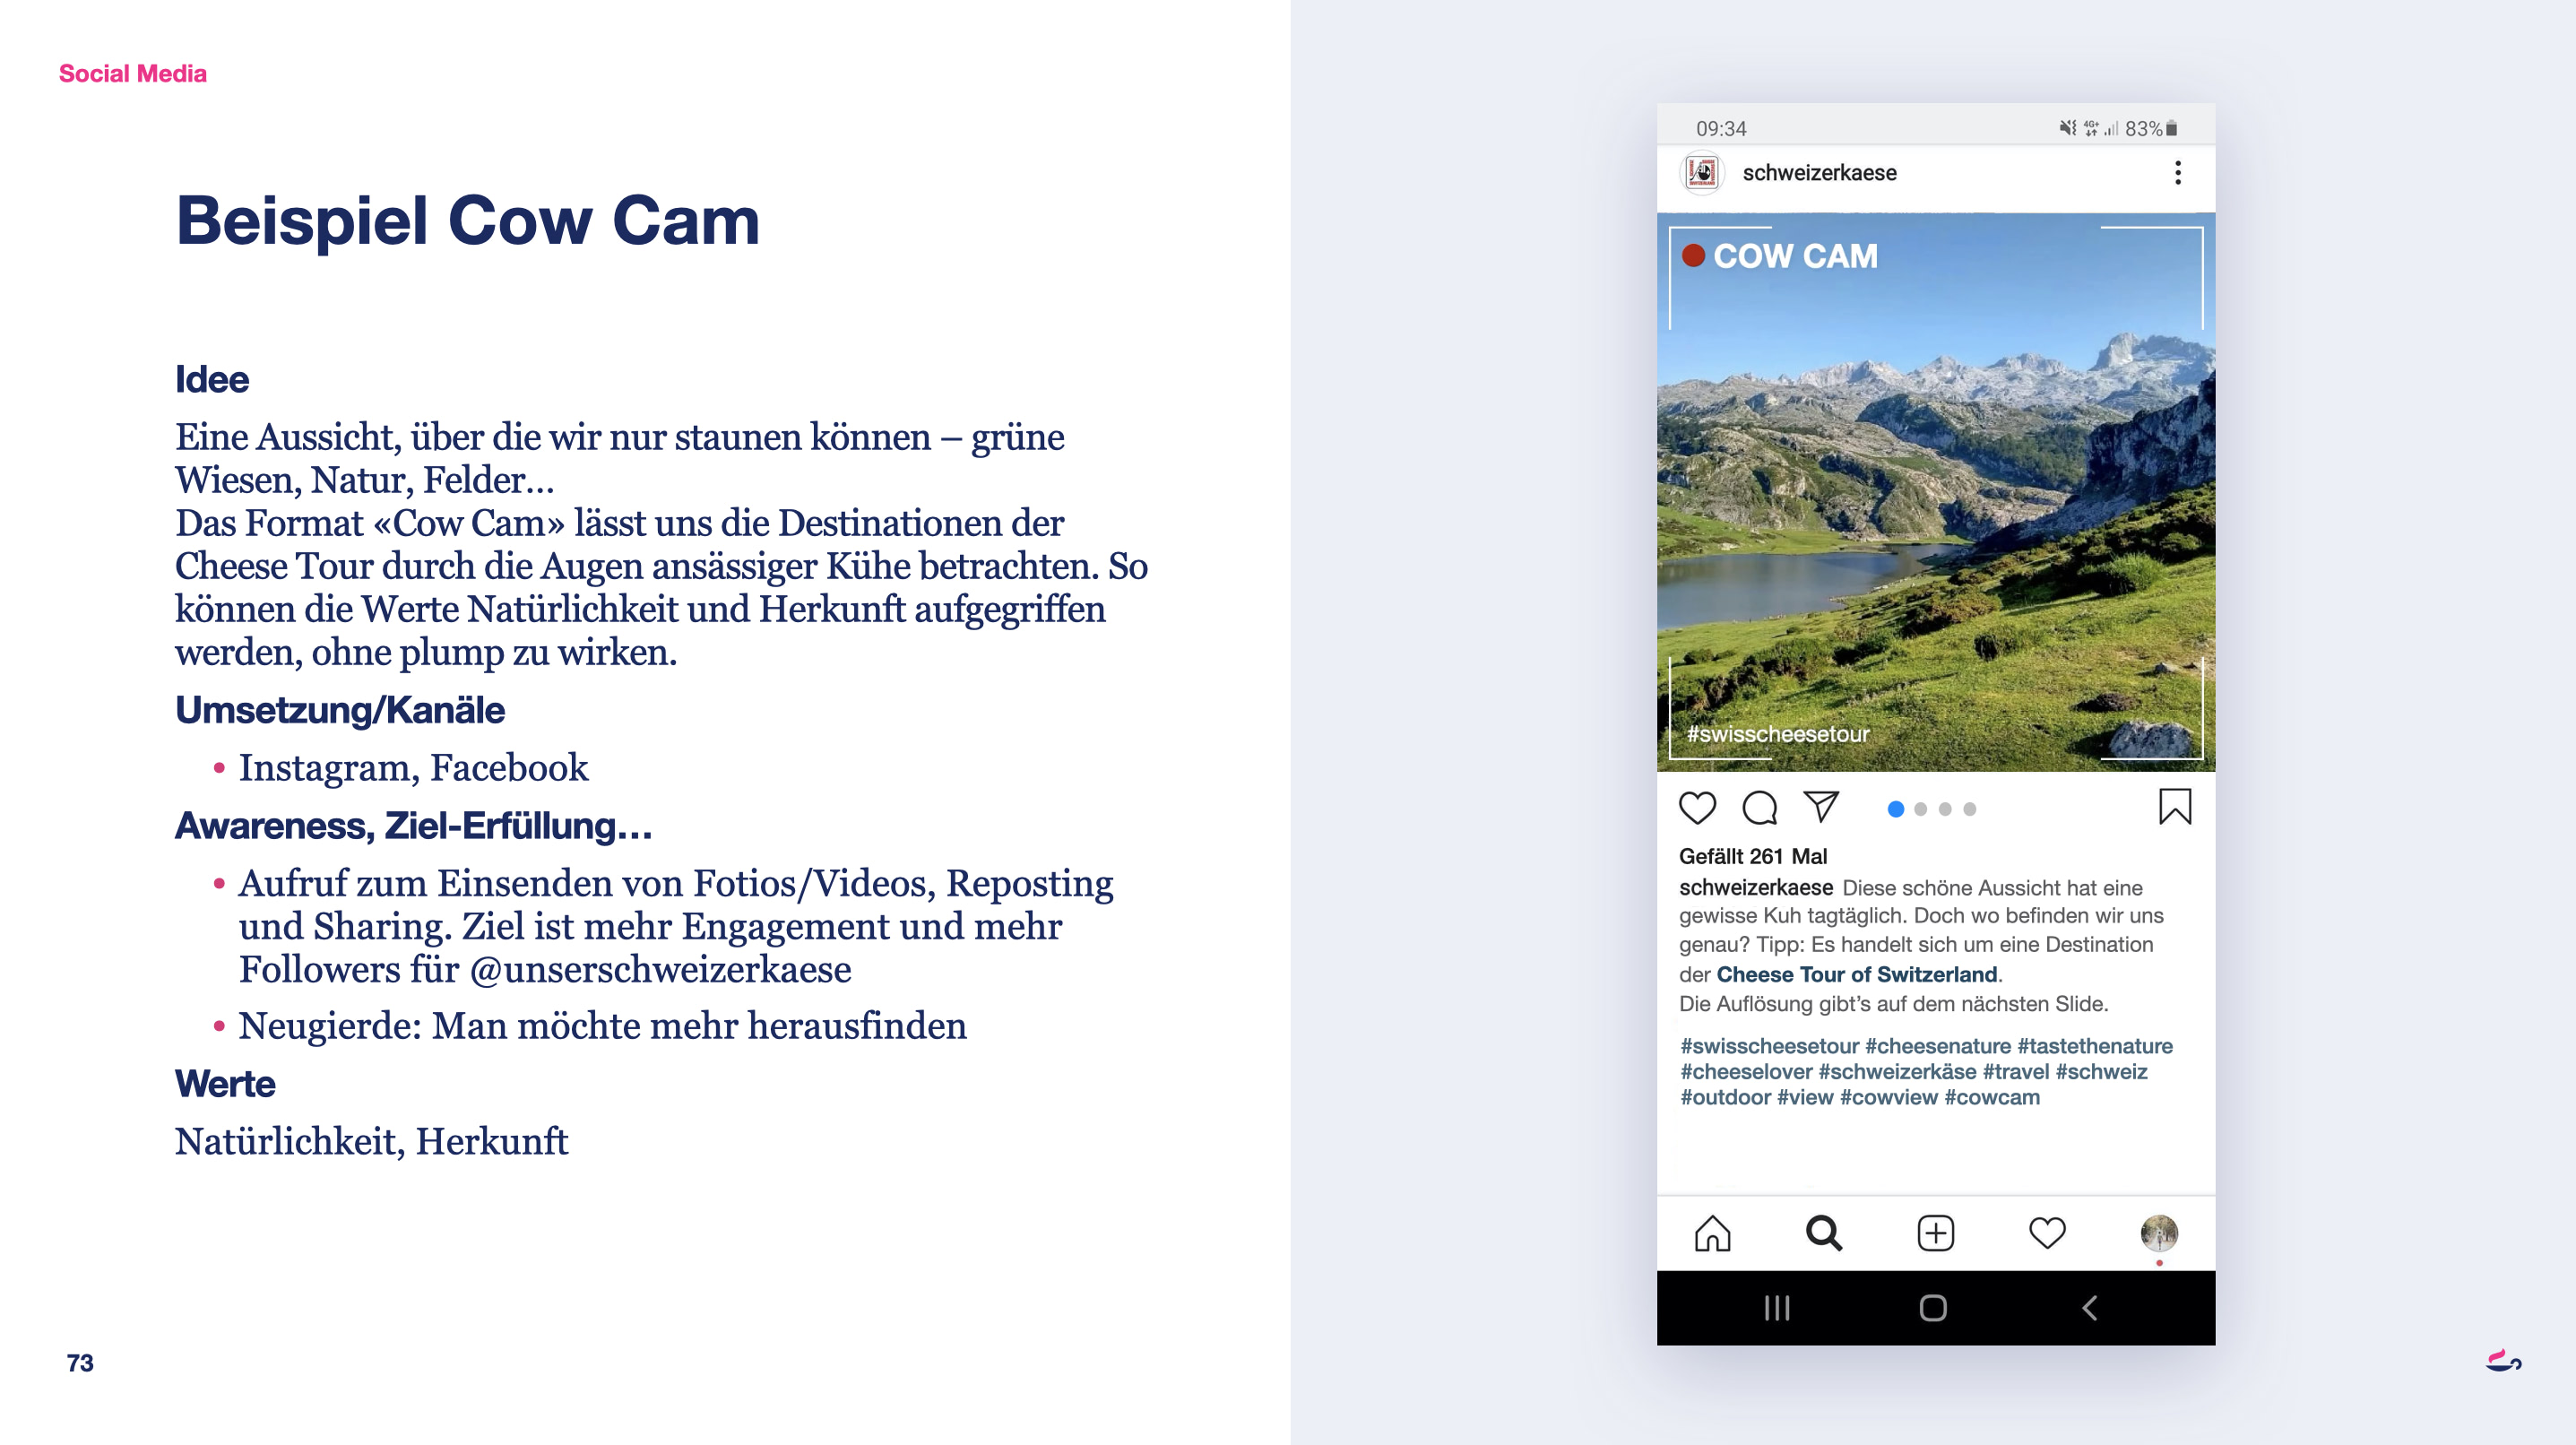 Social Media
Beispiel Cow Cam
Idee
Eine Aussicht, über die wir nur staunen können – grüne
Wiesen, Natur, Felder…
Das Format «Cow Cam» lässt uns die Destinationen der
Cheese Tour durch die Augen ansässiger Kühe betrachten. So
können die Werte Natürlichkeit und Herkunft aufgegriffen
werden, ohne plump zu wirken.
Umsetzung/Kanäle
• Instagram, Facebook
Awareness, Ziel-Erfüllung…
• Aufruf zum Einsenden von Fotios/Videos, Reposting
und Sharing. Ziel ist mehr Engagement und mehr
Followers für @unserschweizerkaese
• Neugierde: Man möchte mehr herausfinden
Werte
Natürlichkeit, Herkunft
73
09:34
4G+ 83%
schweizerkaese
COW CAM
#swisscheesetour
Gefällt 261 Mal
schweizerkaese Diese schöne Aussicht hat eine
gewisse Kuh tagtäglich. Doch wo befinden wir uns
genau? Tipp: Es handelt sich um eine Destination
der Cheese Tour of Switzerland.
Die Auflösung gibt’s auf dem nächsten Slide.
#swisscheesetour #cheesenature #tastethenature
#cheeselover #schweizerkäse #travel #schweiz
#outdoor #view #cowview #cowcam